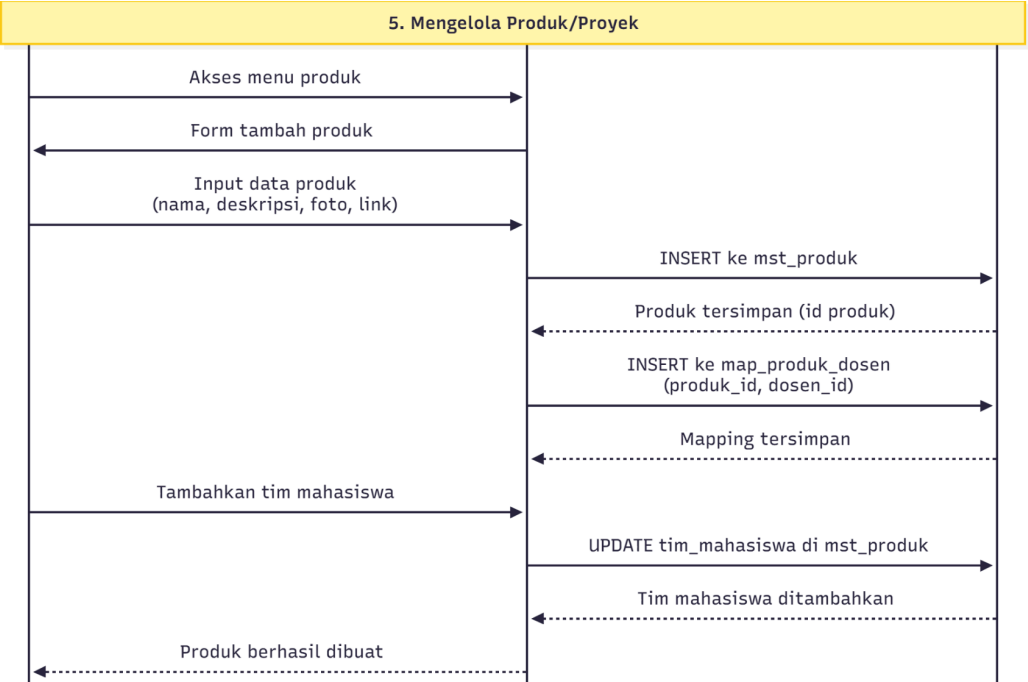 5. Mengelola Produk/Proyek
Akses menu produk
Form tambah produk
Input data produk
(nama, deskripsi, foto, link)
INSERT ke mst_produk
Produk tersimpan (id produk)
INSERT ke map_produk_dosen
(produk_id, dosen_id)
Mapping tersimpan
Tambahkan tim mahasiswa
UPDATE tim_mahasiswa di mst_produk
Tim mahasiswa ditambahkan
Produk berhasil dibuat